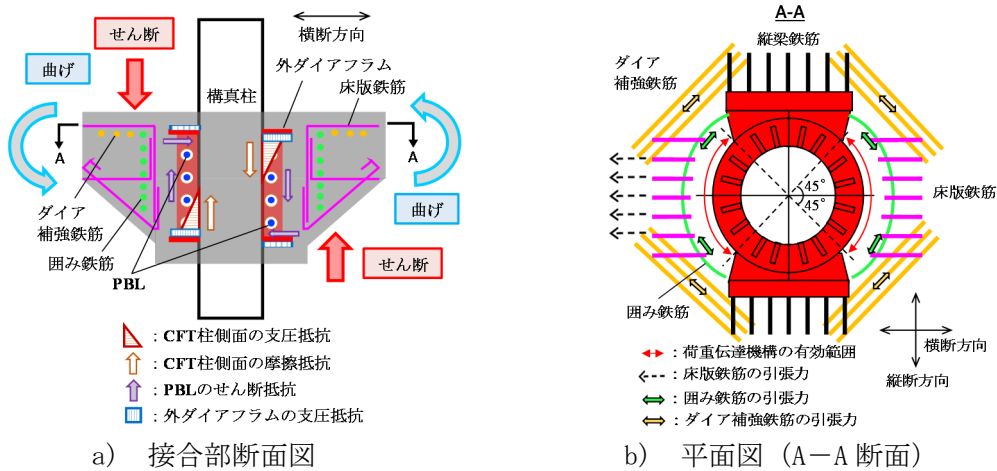 せん断
曲げ
横断方向
外ダイアフラム
床版鉄筋
構真柱
A
A
ダイア
補強鉄筋
囲み鉄筋
PBL
曲げ
せん断
：CFT柱側面の支圧抵抗
：CFT柱側面の摩擦抵抗
：PBLのせん断抵抗
：外ダイアフラムの支圧抵抗
a) 接合部断面図
A-A
縦梁鉄筋
ダイア
補強鉄筋
45°
45°
床版鉄筋
囲み鉄筋
横断方向
縦断方向
：荷重伝達機構の有効範囲
：床版鉄筋の引張力
：囲み鉄筋の引張力
：ダイア補強鉄筋の引張力
b) 平面図（A－A 断面）